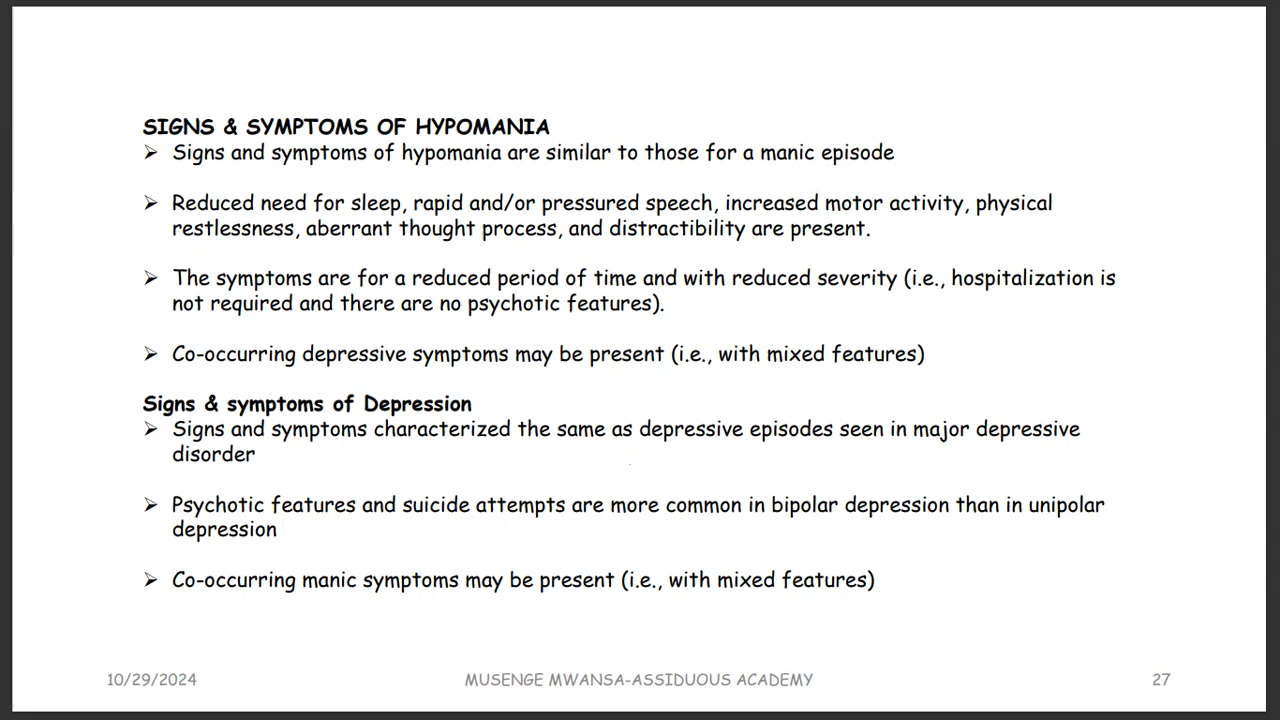 SIGNS & SYMPTOMS OF HYPOMANIA
➢ Signs and symptoms of hypomania are similar to those for a manic episode
➢ Reduced need for sleep, rapid and/or pressured speech, increased motor activity, physical
restlessness, aberrant thought process, and distractibility are present.
➢ The symptoms are for a reduced period of time and with reduced severity (i.e., hospitalization is
not required and there are no psychotic features).
➢ Co-occurring depressive symptoms may be present (i.e., with mixed features)
Signs & symptoms of Depression
➢ Signs and symptoms characterized the same as depressive episodes seen in major depressive
disorder
➢ Psychotic features and suicide attempts are more common in bipolar depression than in unipolar
depression
➢ Co-occurring manic symptoms may be present (i.e., with mixed features)
10/29/2024 MUSENGE MWANSA-ASSIDUOUS ACADEMY 27